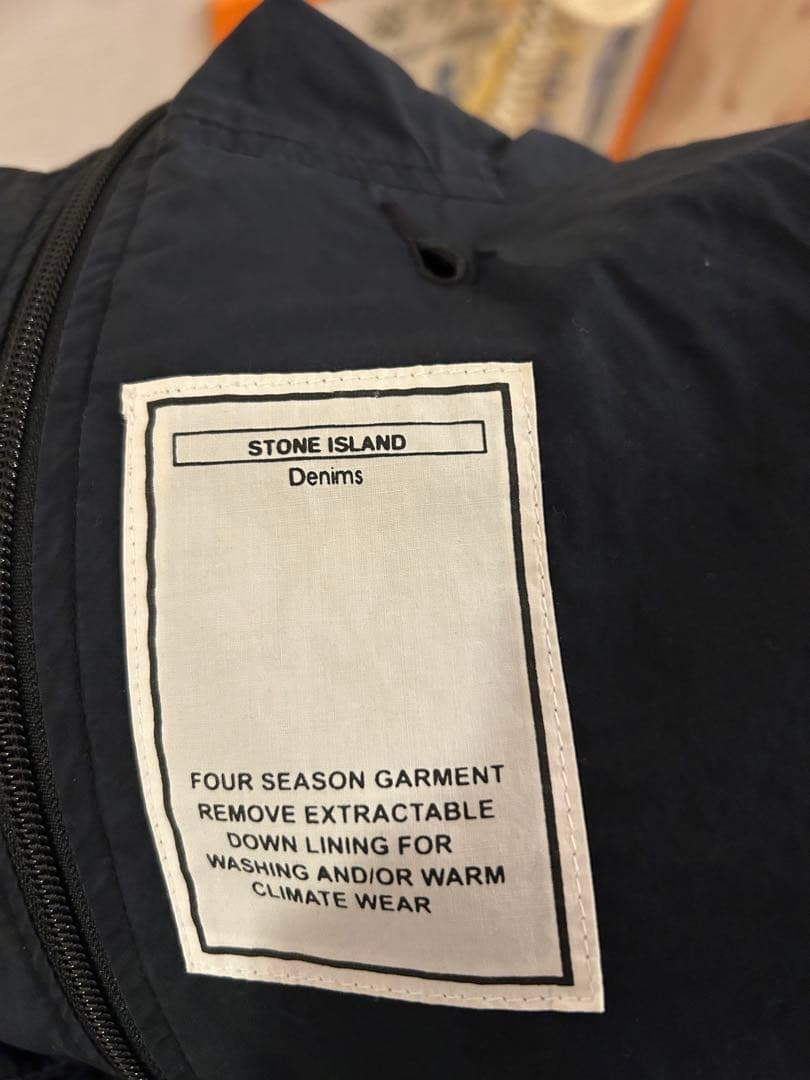 STONE ISLAND
Denims
FOUR SEASON GARMENT
REMOVE EXTRACTABLE
DOWN LINING FOR
WASHING AND/OR WARM
CLIMATE WEAR